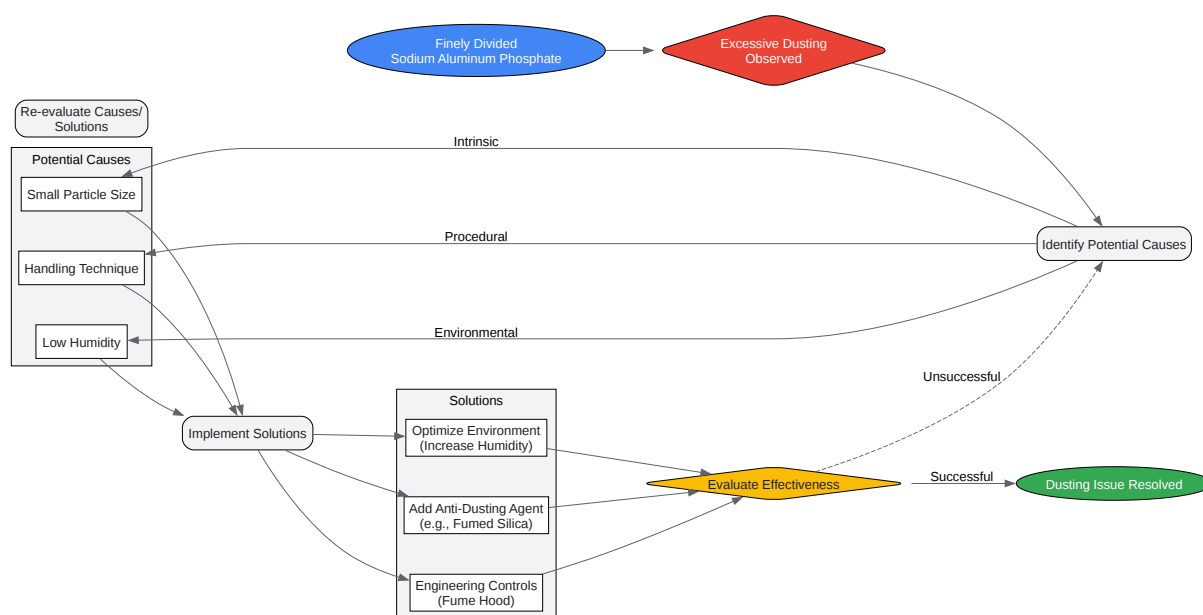 Finely Divided
Sodium Aluminum Phosphate
Excessive Dusting
Observed
Re-evaluate Causes/
Solutions
Intrinsic
Potential Causes
Small Particle Size
Procedural
Identify Potential Causes
Handling Technique
Environmental
Low Humidity
Unsuccessful
Solutions
Implement Solutions
Optimize Environment
(Increase Humidity)
Successful
Evaluate Effectiveness
Dusting Issue Resolved
Add Anti-Dusting Agent
(e.g., Fumed Silica)
Engineering Controls
(Fume Hood)